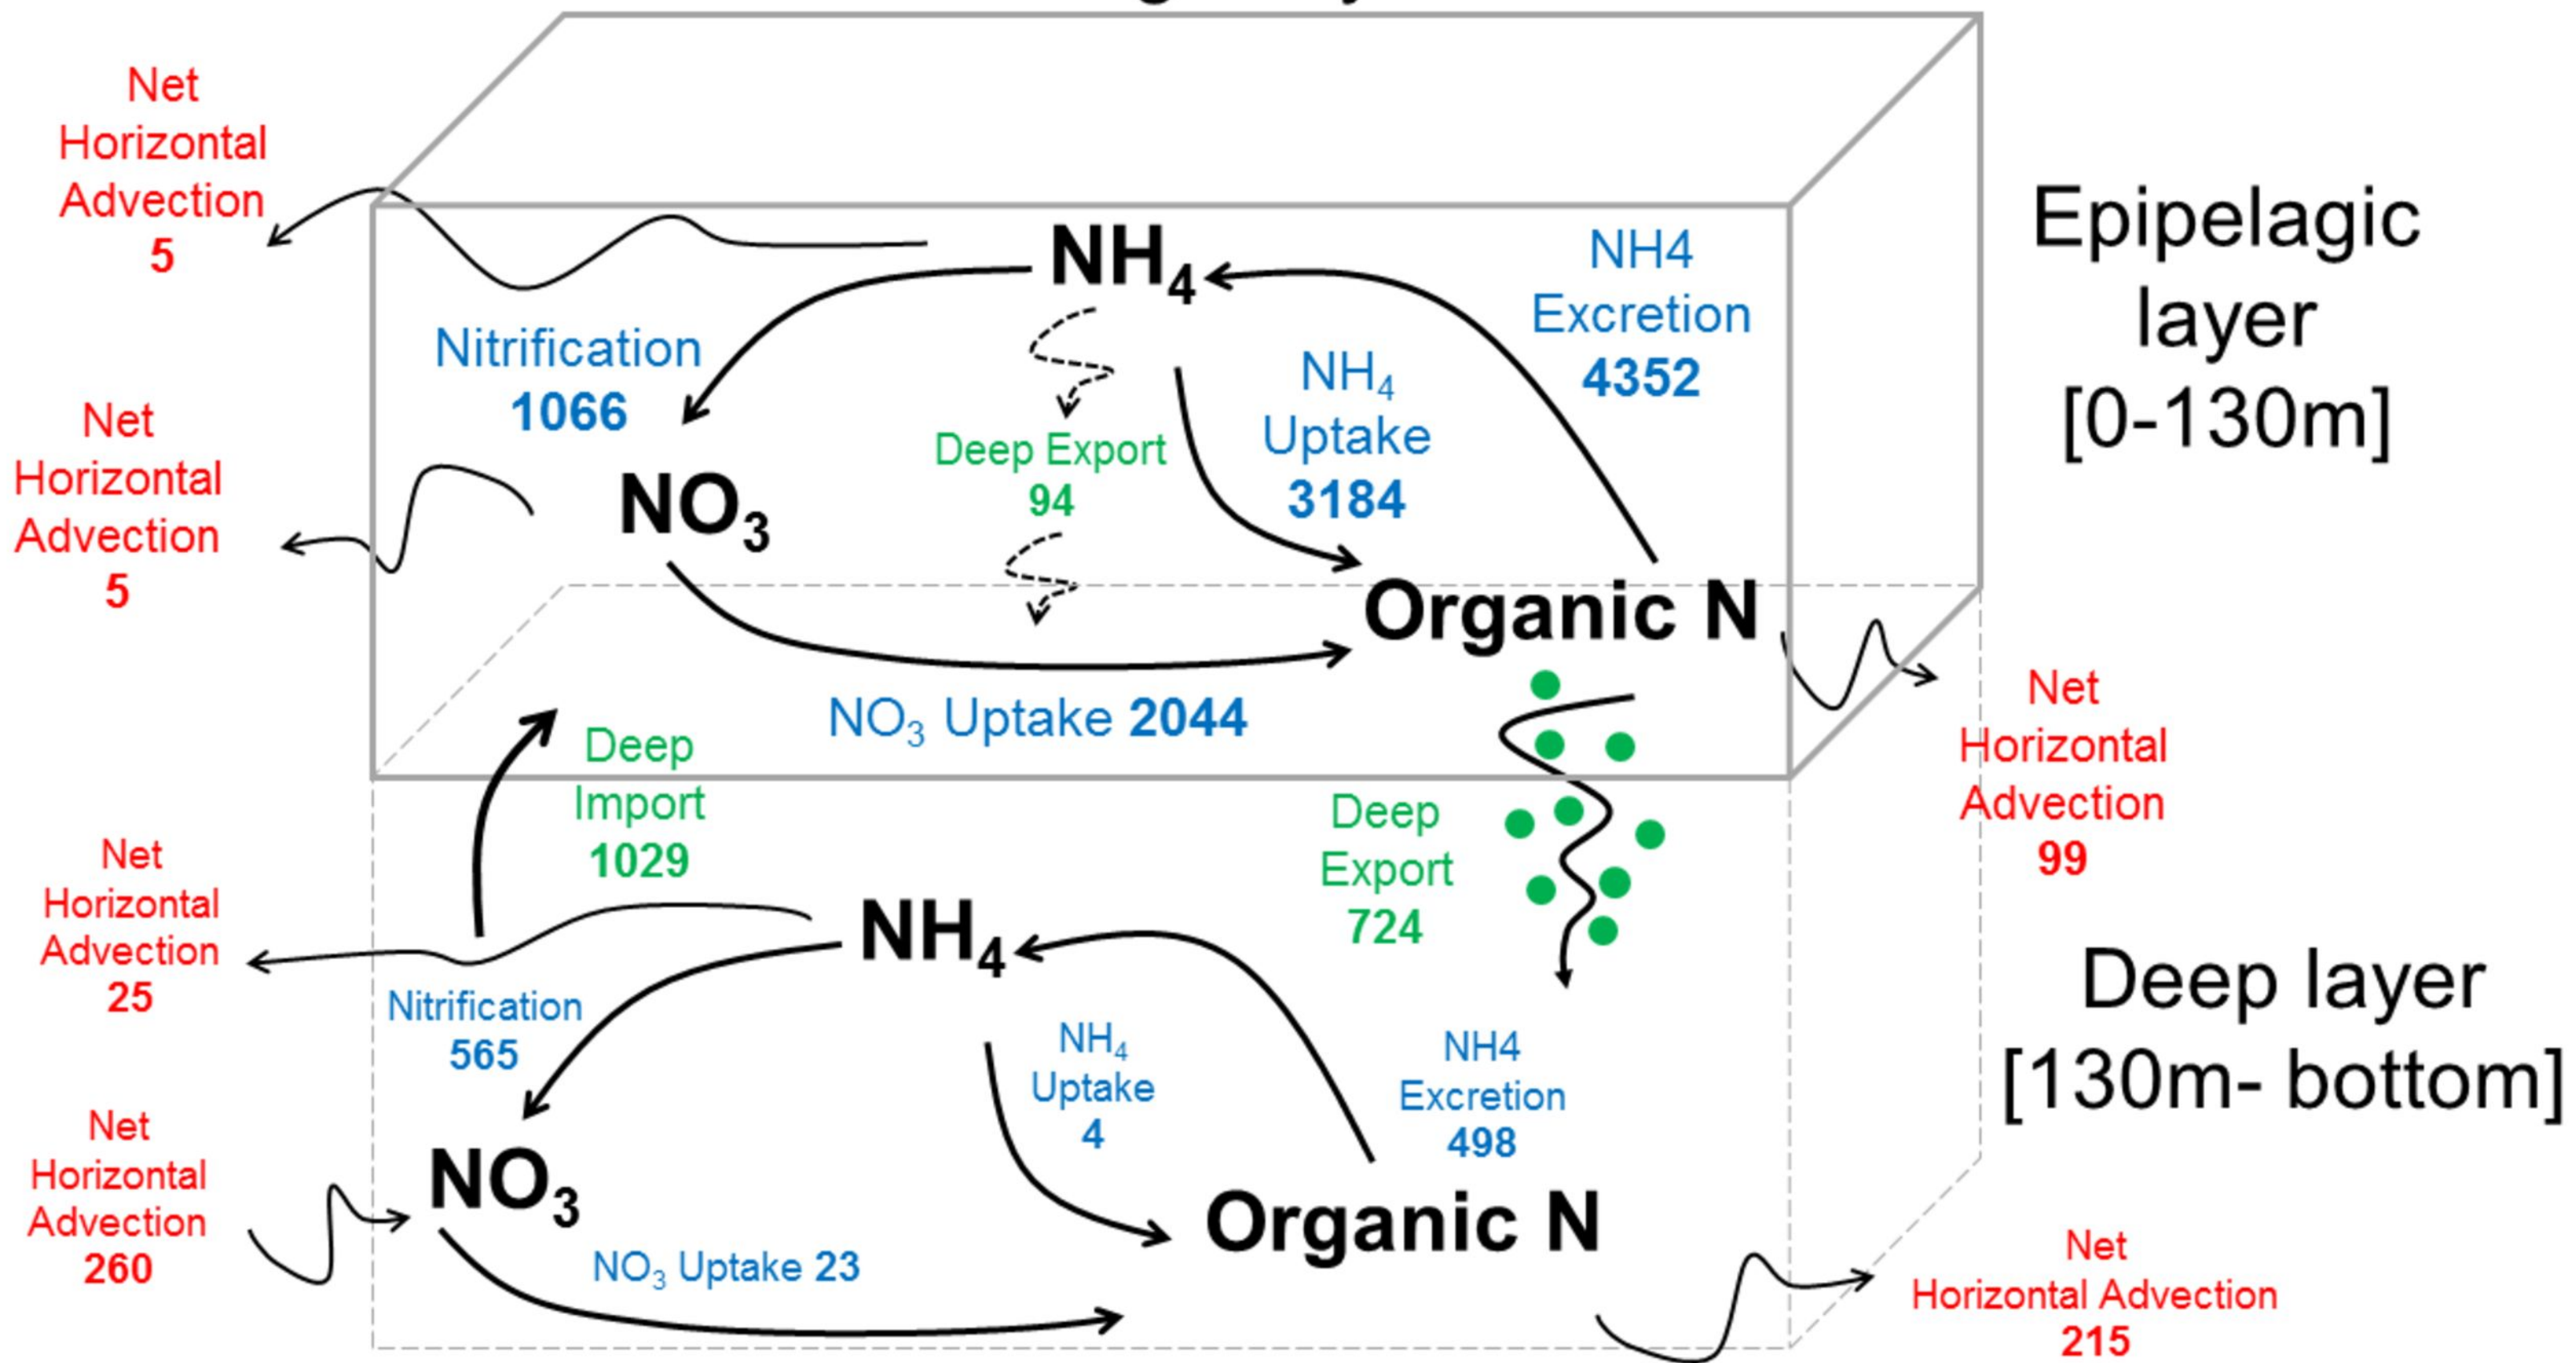 Net
Horizontal
Advection
5
NH4
NH4
Excretion
4352
Epipelagic
layer
[0-130m]
Nitrification
1066
NH4
Uptake
3184
Deep Export
94
Net
Horizontal
Advection
5
NO3
Organic N
NO3 Uptake 2044
Net
Horizontal
Advection
99
Deep
Import
1029
Deep
Export
724
Net
Horizontal
Advection
25
NH4
Deep layer
[130m- bottom]
Nitrification
565
NH4
Uptake
4
NH4
Excretion
498
Net
Horizontal
Advection
260
NO3
Organic N
NO3 Uptake 23
Net
Horizontal Advection
215